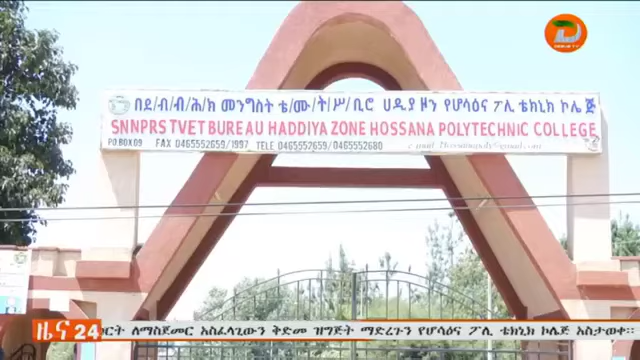 በደ/ብ/ብ/ሕ/ክ መንግስት ቴ/ሙ/ት/ሥ/ቢሮ ሀዲያ ዞን የሆሳዕና ፖሊ ቴክኒክ ኮሌጅ
SNNPRS TVET BUREAU HADDIYA ZONE HOSSANA POLYTECHNIC COLLEGE
P.O.BOX 09 FAX 0465552659/1997 TELE 0465552659/0465552680
ዜና 24
ለማስጀመር አስፈላጊውን ቅድመ ዝግጅት ማድረጉን የሆሳዕና ፖሊ ቴክኒክ ኮሌጅ አስታወቀ።